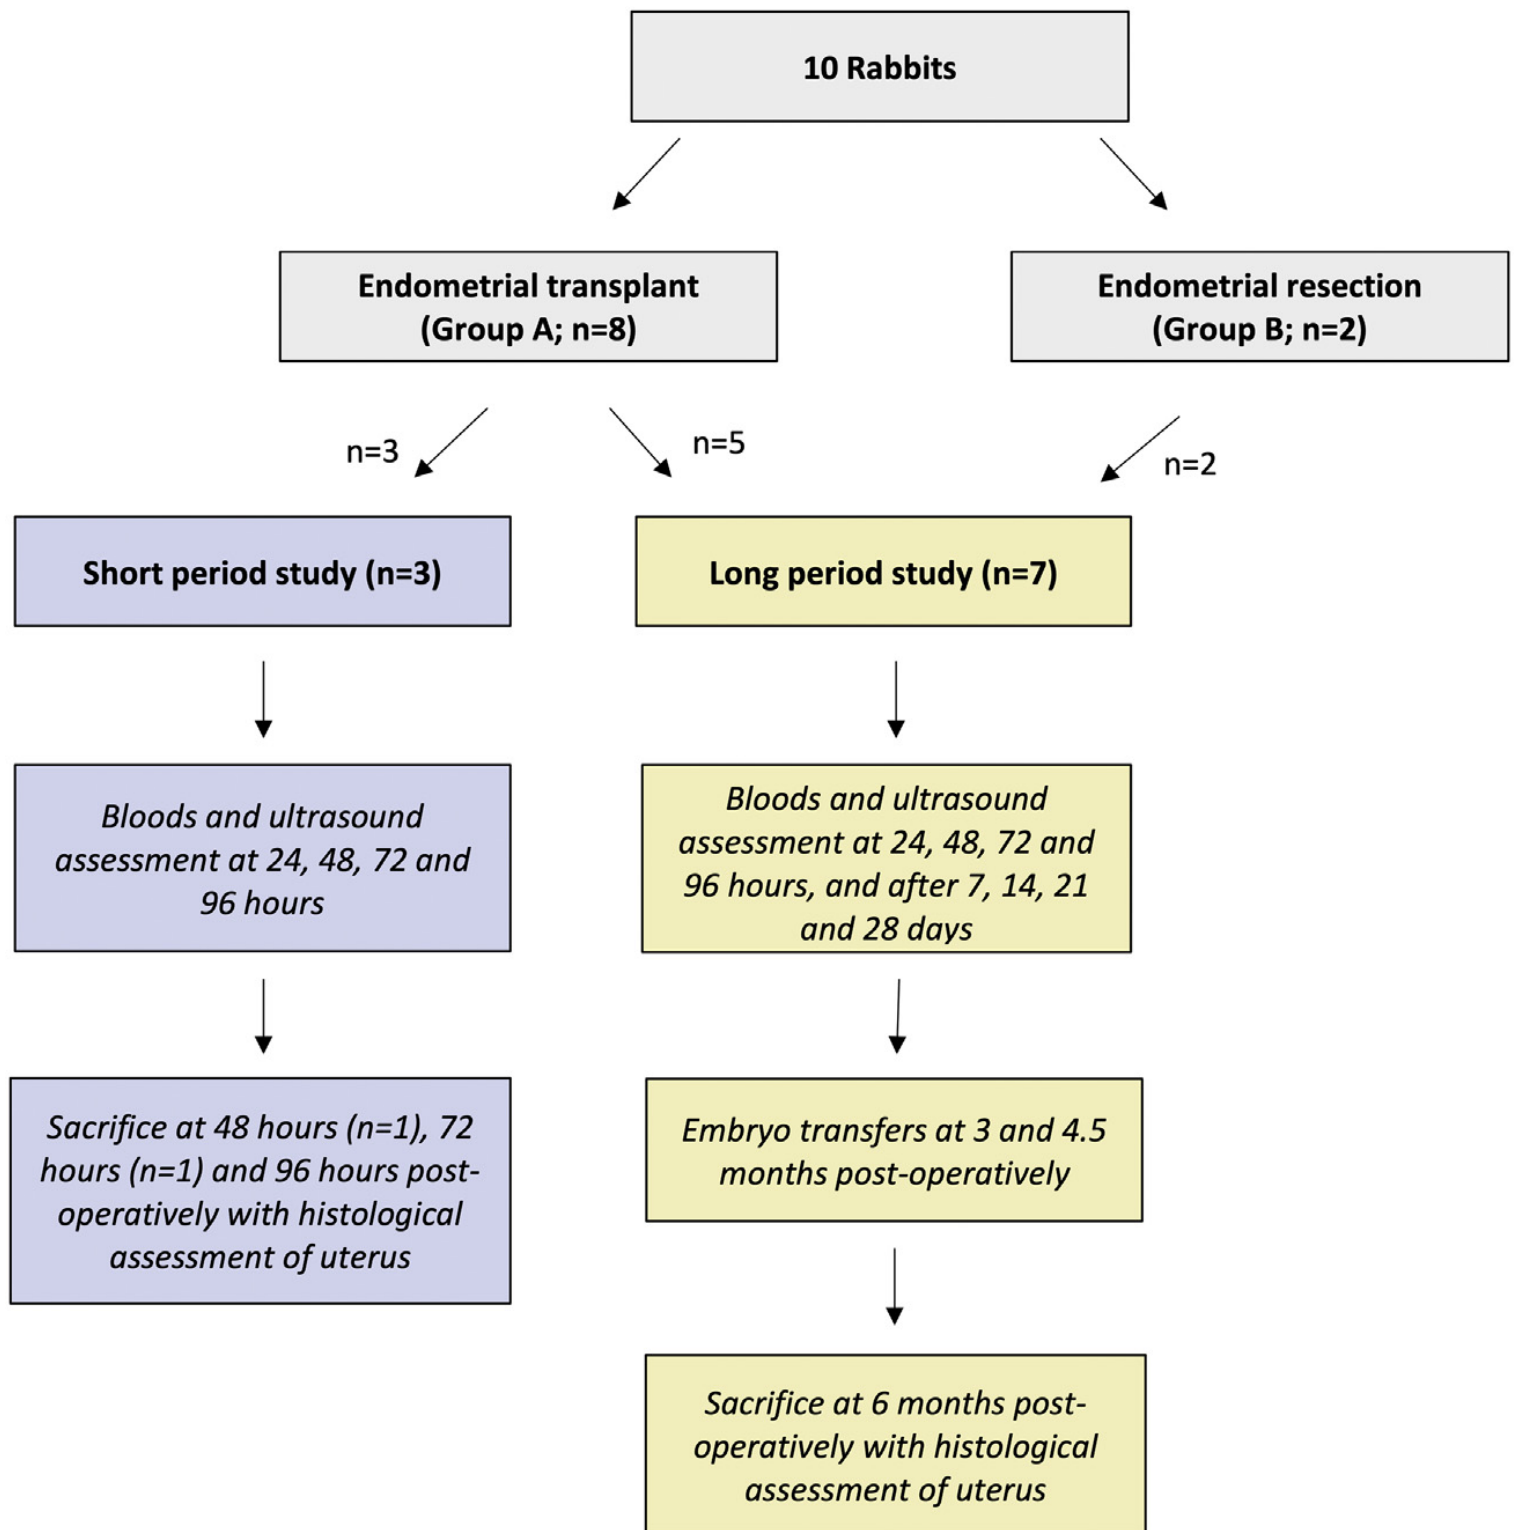 10 Rabbits
Endometrial transplant
(Group A; n=8)
Endometrial resection
(Group B; n=2)
n=3
n=5
n=2
Short period study (n=3)
Long period study (n=7)
Bloods and ultrasound
assessment at 24, 48, 72 and
96 hours
Bloods and ultrasound
assessment at 24, 48, 72 and
96 hours, and after 7, 14, 21
and 28 days
Sacrifice at 48 hours (n=1), 72
hours (n=1) and 96 hours post-
operatively with histological
assessment of uterus
Embryo transfers at 3 and 4.5
months post-operatively
Sacrifice at 6 months post-
operatively with histological
assessment of uterus